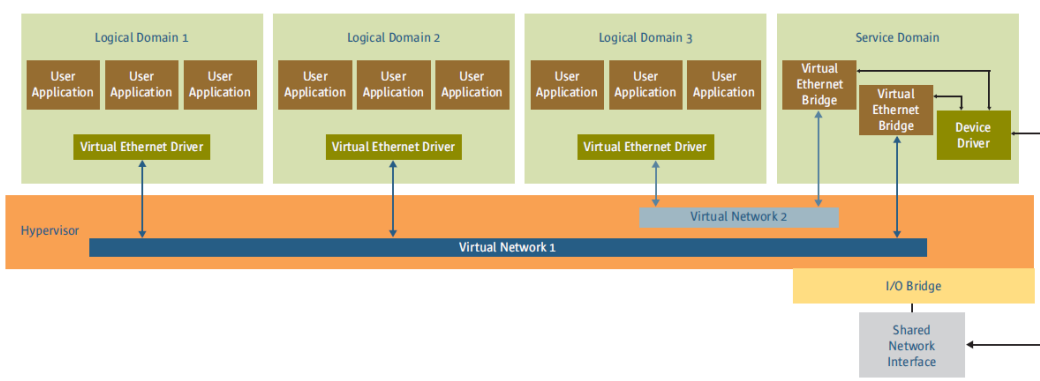 Logical Domain 1
User
Application
User
Application
User
Application
Virtual Ethernet Driver
Logical Domain 2
User
Application
User
Application
User
Application
Virtual Ethernet Driver
Logical Domain 3
User
Application
User
Application
User
Application
Virtual Ethernet Driver
Service Domain
Virtual
Ethernet
Bridge
Virtual
Ethernet
Bridge
Device
Driver
Hypervisor
Virtual Network 2
Virtual Network 1
I/O Bridge
Shared
Network
Interface